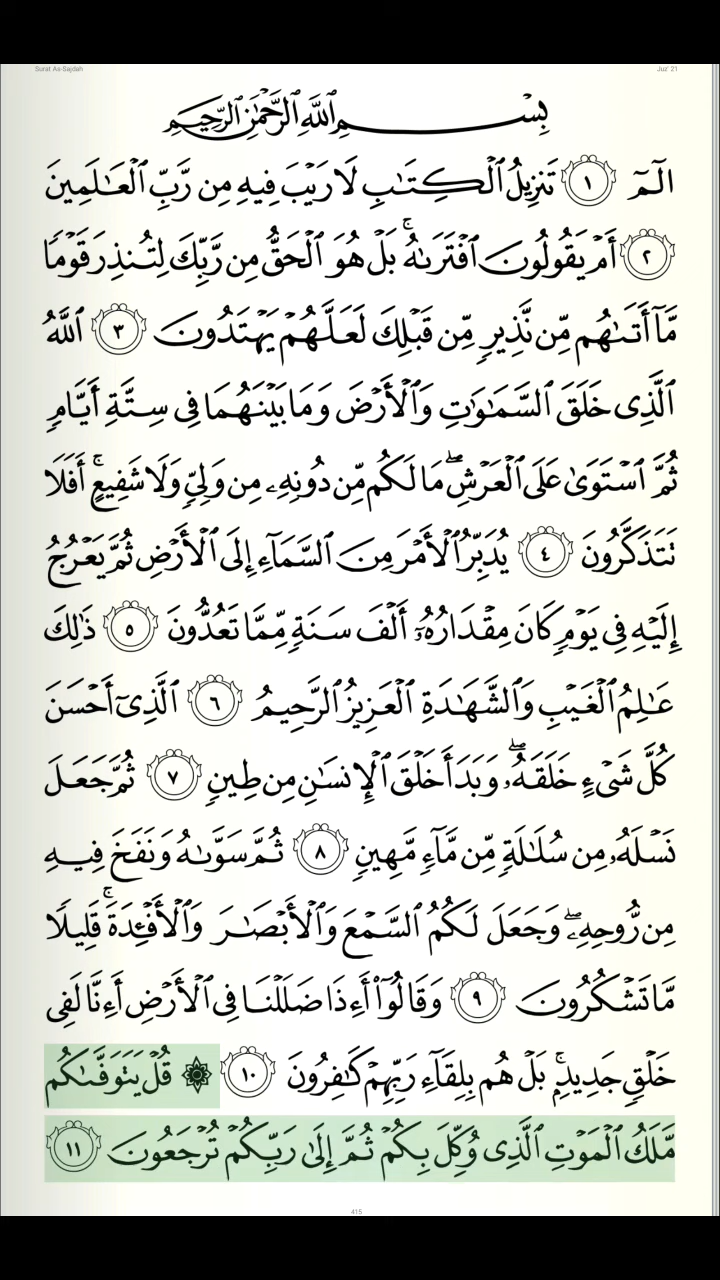 Surat As-Sajdah Juz' 21
بِسْمِ ٱللَّهِ ٱلرَّحْمَٰنِ ٱلرَّحِيمِ
الٓمٓ ١ تَنزِيلُ ٱلْكِتَٰبِ لَا رَيْبَ فِيهِ مِن رَّبِّ ٱلْعَٰلَمِينَ
٢ أَمْ يَقُولُونَ ٱفْتَرَىٰهُ ۚ بَلْ هُوَ ٱلْحَقُّ مِن رَّبِّكَ لِتُنذِرَ قَوْمًا
مَّآ أَتَىٰهُم مِّن نَّذِيرٍ مِّن قَبْلِكَ لَعَلَّهُمْ يَهْتَدُونَ ٣ ٱللَّهُ
ٱلَّذِى خَلَقَ ٱلسَّمَٰوَٰتِ وَٱلْأَرْضَ وَمَا بَيْنَهُمَا فِى سِتَّةِ أَيَّامٍ
ثُمَّ ٱسْتَوَىٰ عَلَى ٱلْعَرْشِ ۖ مَا لَكُم مِّن دُونِهِۦ مِن وَلِىٍّ وَلَا شَفِيعٍ ۚ أَفَلَا
تَتَذَكَّرُونَ ٤ يُدَبِّرُ ٱلْأَمْرَ مِنَ ٱلسَّمَآءِ إِلَى ٱلْأَرْضِ ثُمَّ يَعْرُجُ
إِلَيْهِ فِى يَوْمٍ كَانَ مِقْدَارُهُۥٓ أَلْفَ سَنَةٍ مِّمَّا تَعُدُّونَ ٥ ذَٰلِكَ
عَٰلِمُ ٱلْغَيْبِ وَٱلشَّهَٰدَةِ ٱلْعَزِيزُ ٱلرَّحِيمُ ٦ ٱلَّذِىٓ أَحْسَنَ
كُلَّ شَىْءٍ خَلَقَهُۥ ۖ وَبَدَأَ خَلْقَ ٱلْإِنسَٰنِ مِن طِينٍ ٧ ثُمَّ جَعَلَ
نَسْلَهُۥ مِن سُلَٰلَةٍ مِّن مَّآءٍ مَّهِينٍ ٨ ثُمَّ سَوَّىٰهُ وَنَفَخَ فِيهِ
مِن رُّوحِهِۦ ۖ وَجَعَلَ لَكُمُ ٱلسَّمْعَ وَٱلْأَبْصَٰرَ وَٱلْأَفْـِٔدَةَ ۚ قَلِيلًا
مَّا تَشْكُرُونَ ٩ وَقَالُوٓا۟ أَءِذَا ضَلَلْنَا فِى ٱلْأَرْضِ أَءِنَّا لَفِى
خَلْقٍ جَدِيدٍۭ ۚ بَلْ هُم بِلِقَآءِ رَبِّهِمْ كَٰفِرُونَ ١٠ ۞ قُلْ يَتَوَفَّىٰكُم
مَّلَكُ ٱلْمَوْتِ ٱلَّذِى وُكِّلَ بِكُمْ ثُمَّ إِلَىٰ رَبِّكُمْ تُرْجَعُونَ ١١
415